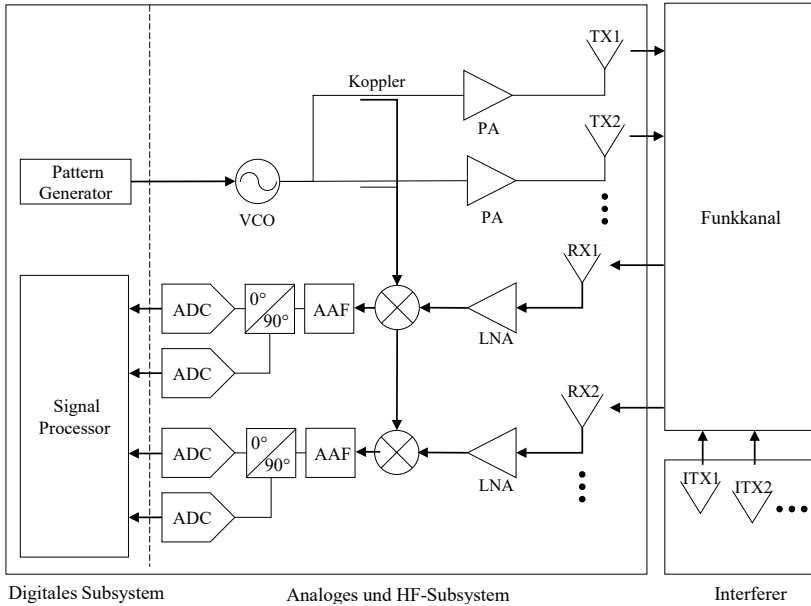 TX1
Koppler
PA
TX2
Pattern
Generator
VCO
PA
Funkkanal
RX1
ADC
0°
90°
AAF
LNA
ADC
Signal
Processor
RX2
ADC
0°
90°
AAF
LNA
ADC
ITX1
ITX2
Digitales Subsystem
Analoges und HF-Subsystem
Interferer